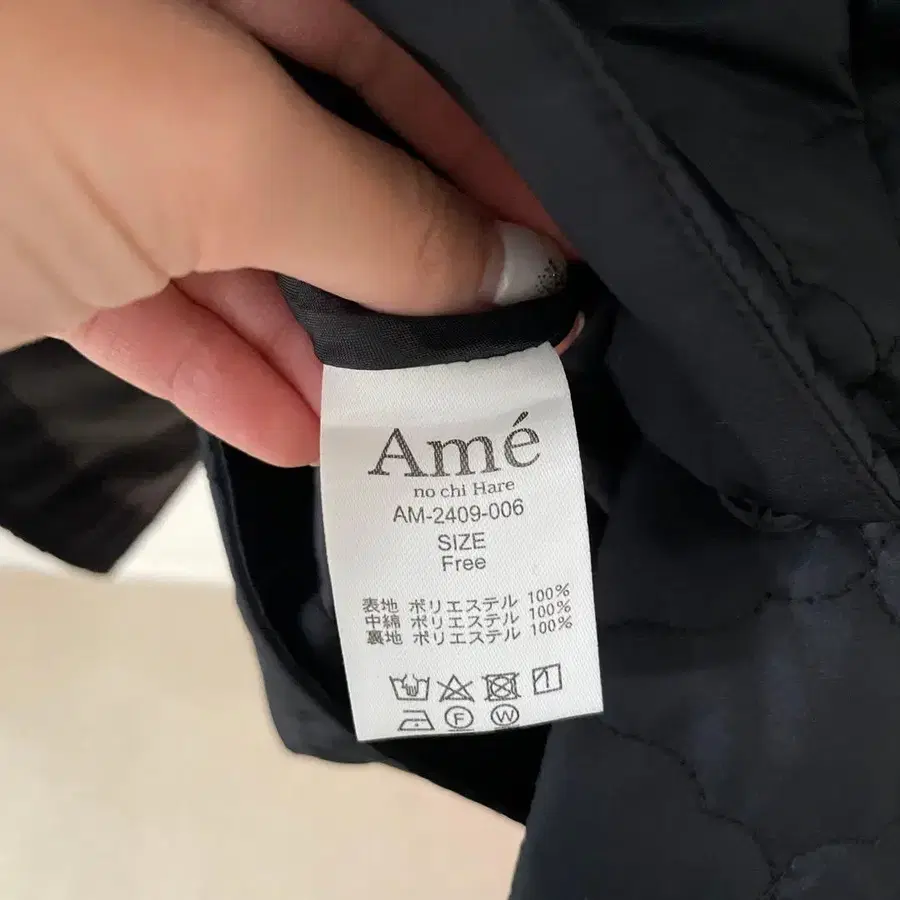 Amé
no chi Hare
AM-2409-006
SIZE
Free
表地 ポリエステル 100%
中綿 ポリエステル 100%
裏地 ポリエステル 100%
F W